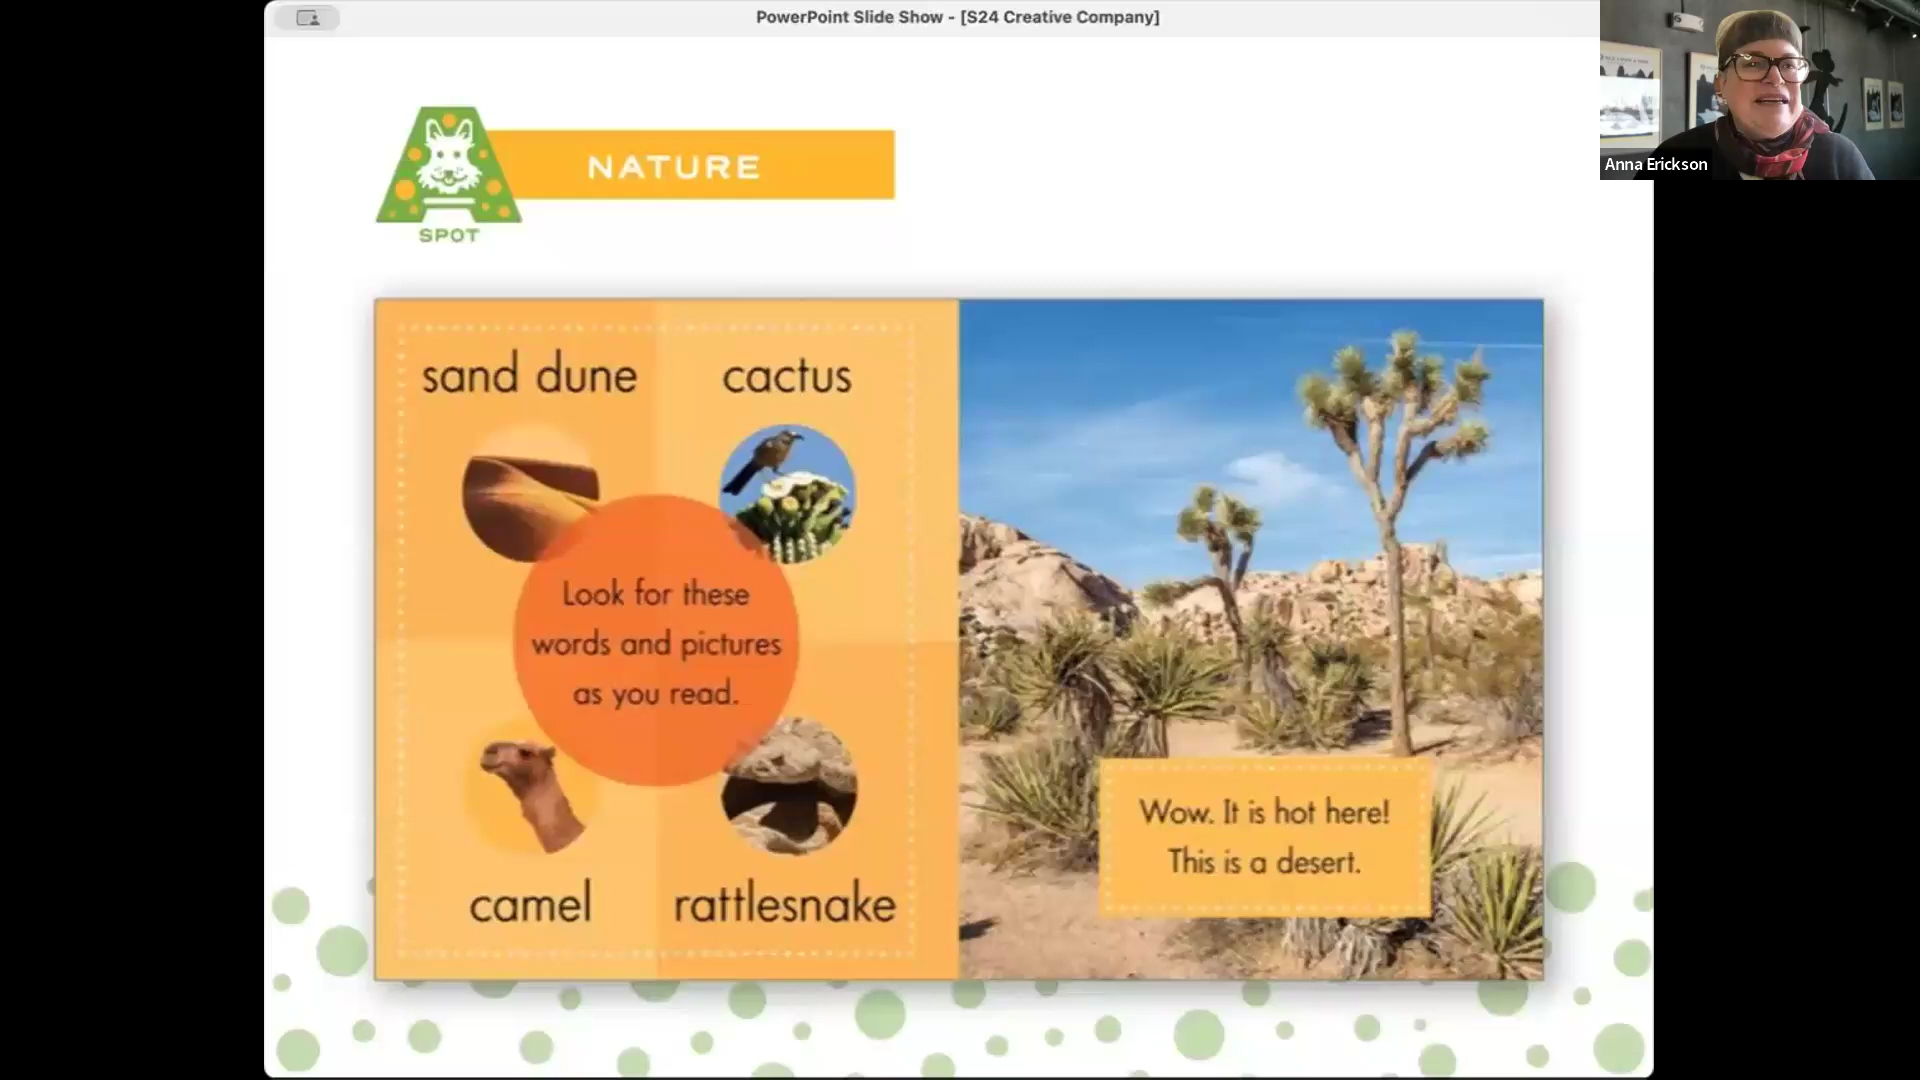 PowerPoint Slide Show - [S24 Creative Company]
Anna Erickson
NATURE
SPOT
sand dune
cactus
Look for these
words and pictures
as you read.
camel
rattlesnake
Wow. It is hot here!
This is a desert.